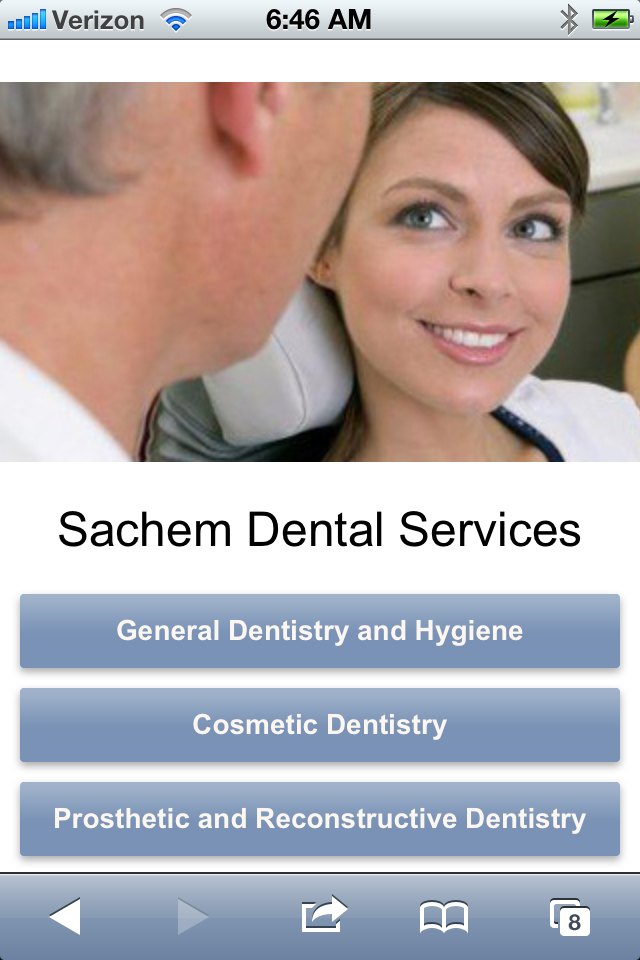 Verizon 6:46 AM
Sachem Dental Services
General Dentistry and Hygiene
Cosmetic Dentistry
Prosthetic and Reconstructive Dentistry
8